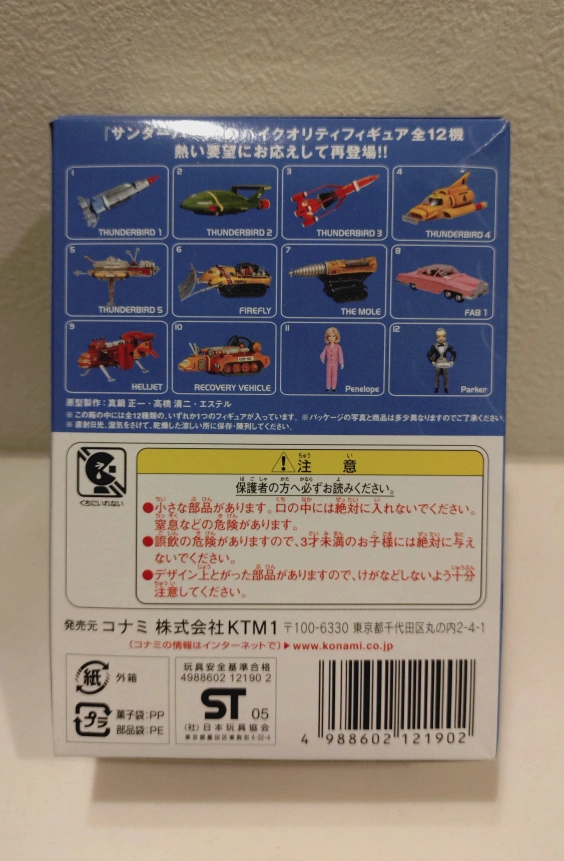 『サンダーバード』のハイクオリティフィギュア全12機
熱い要望にお応えして再登場!!
1 THUNDERBIRD 1
2 THUNDERBIRD 2
3 THUNDERBIRD 3
4 THUNDERBIRD 4
5 THUNDERBIRD 5
6 FIREFLY
7 THE MOLE
8 FAB 1
9 HELIJET
10 RECOVERY VEHICLE
11 Penelope
12 Parker
原型製作：真鍋 正一・高橋 清二・エステル
※この箱の中には全12種類の、いずれか1つのフィギュアが入っています。※パッケージの写真と商品は多少異なりますのでご了承ください
※直射日光、湿気をさけて、乾燥した涼しい所に保存・陳列してください。
くちにいれない
注意
ちゅう い
保護者の方へ必ずお読みください。
ほごしゃ かた かなら よ
●小さな部品があります。口の中には絶対に入れないでください。
窒息などの危険があります。
●誤飲の危険がありますので、3才未満のお子様には絶対に与え
ないでください。
●デザイン上とがった部品がありますので、けがなどしないよう十分
注意してください。
発売元 コナミ 株式会社 KTM1 〒100-6330 東京都千代田区丸の内2-4-1
〔コナミの情報はインターネットで〕▶www.konami.co.jp
紙 外箱
プラ 菓子袋:PP
部品袋:PE
玩具安全基準合格
4988602 12190 2
ST 05
(社)日本玩具協会
4 988602 121902